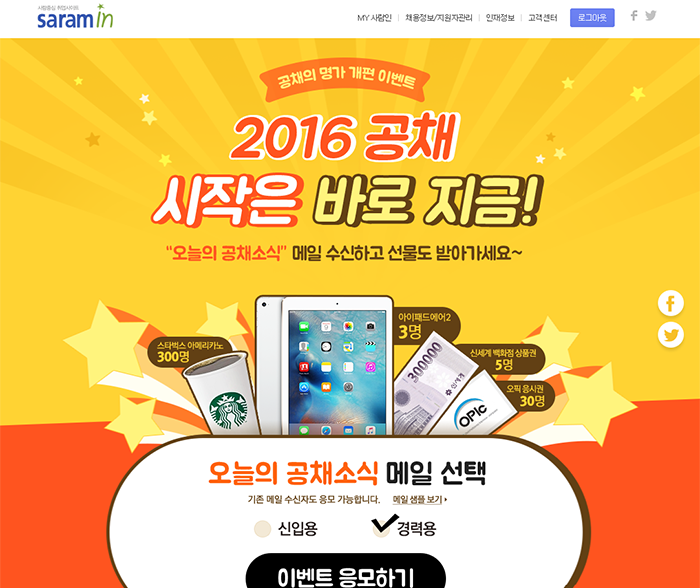 사람중심 취업사이트
saramin
MY 사람인 채용정보/지원자관리 인재정보 고객센터 로그아웃
공채의 명가 개편 이벤트
2016 공채
시작은 바로 지금!
"오늘의 공채소식" 메일 수신하고 선물도 받아가세요~
스타벅스 아메리카노
300명
아이패드에어2
3명
신세계 백화점 상품권
5명
오픽 응시권
30명
300000
신세계
OPIc
오늘의 공채소식 메일 선택
기존 메일 수신자도 응모 가능합니다. 메일 샘플 보기
신입용 경력용
이벤트 응모하기